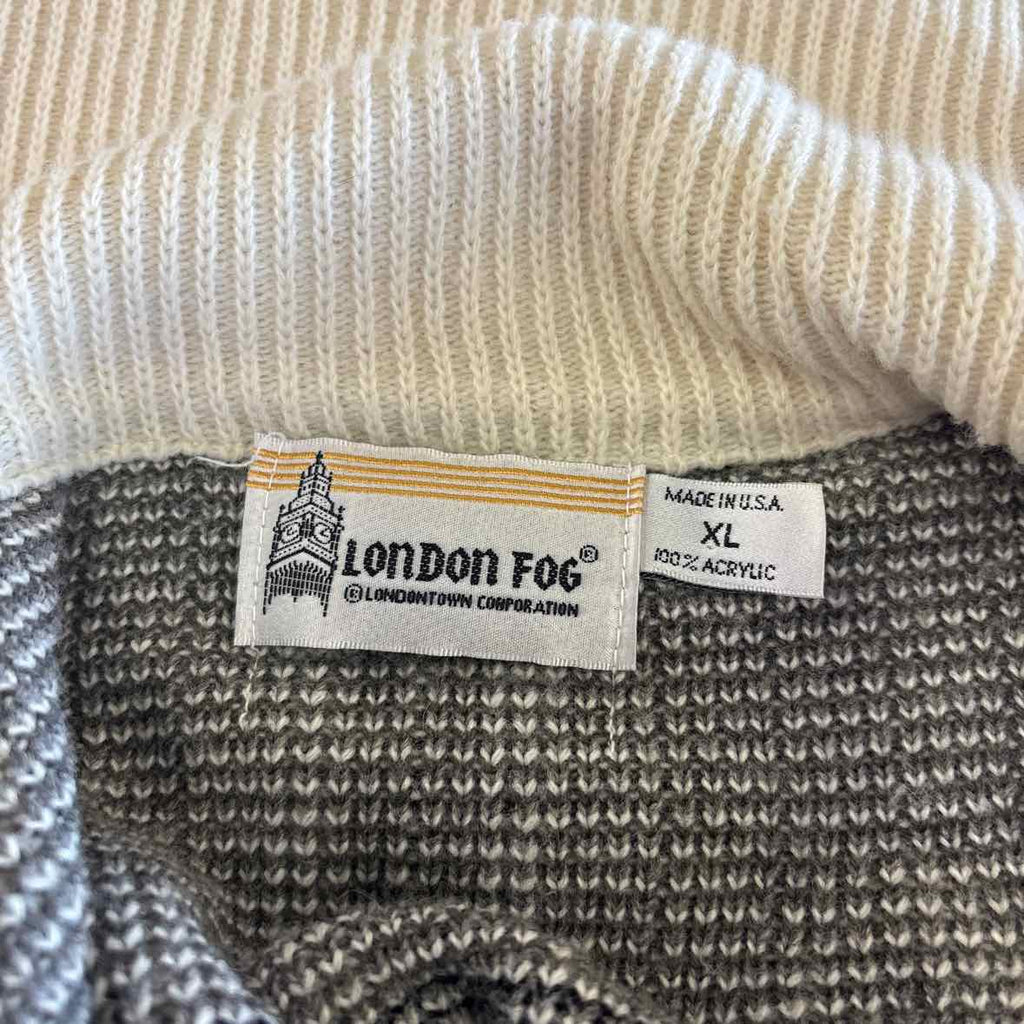 LONDON FOG®
® LONDONTOWN CORPORATION
MADE IN U.S.A.
XL
100% ACRYLIC